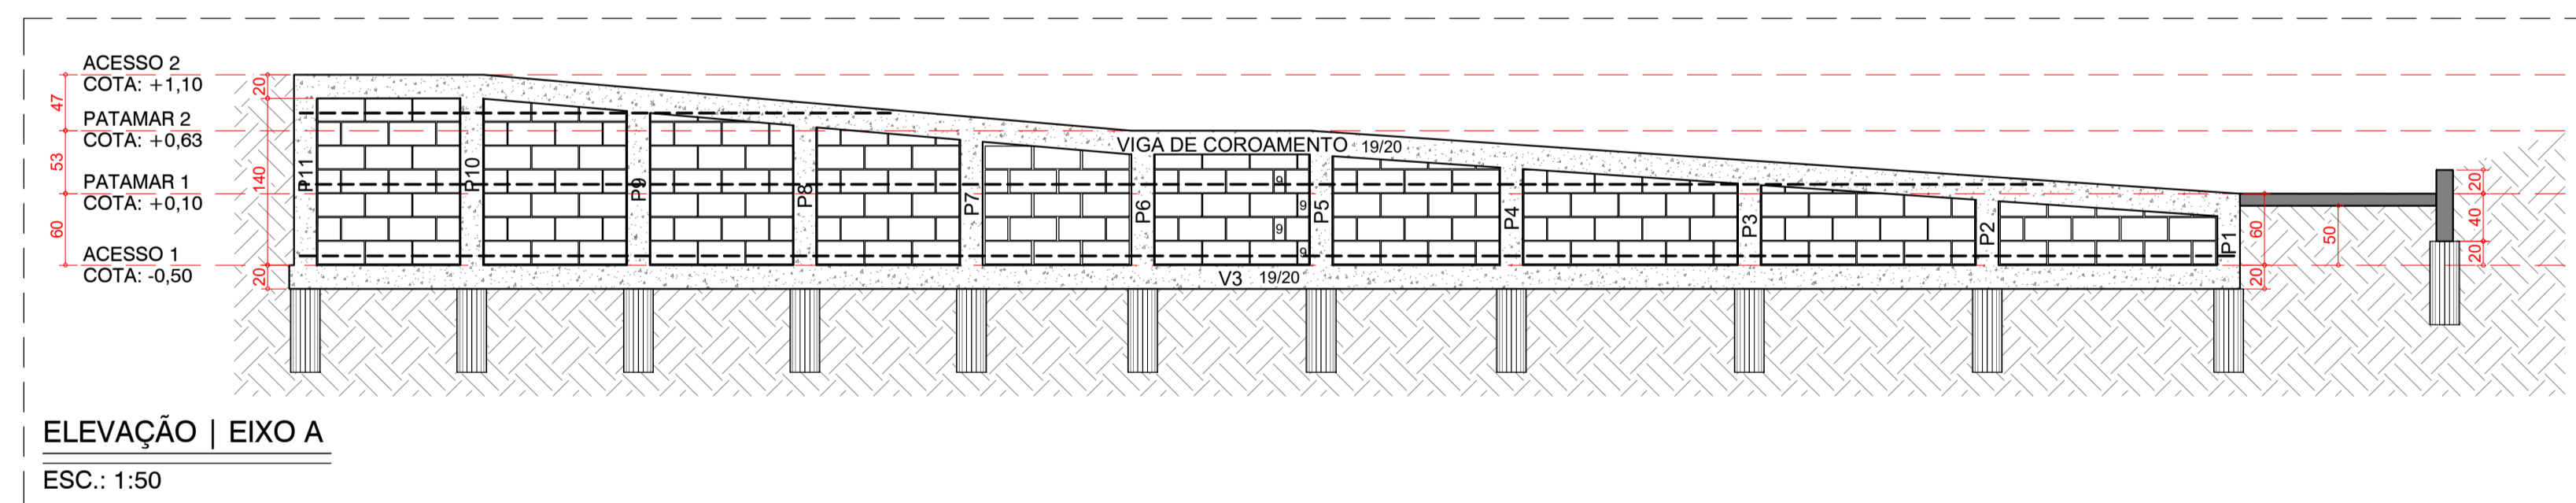 ACESSO 2
COTA: +1,10
47
PATAMAR 2
COTA: +0,63
53
PATAMAR 1
COTA: +0,10
60
ACESSO 1
COTA: -0,50
20
140
20
P11
P10
P9
P8
P7
P6
P5
P4
P3
P2
P1
VIGA DE COROAMENTO 19/20
9
9
9
9
V3 19/20
60
20
50
20
40
20
ELEVAÇÃO | EIXO A
ESC.: 1:50